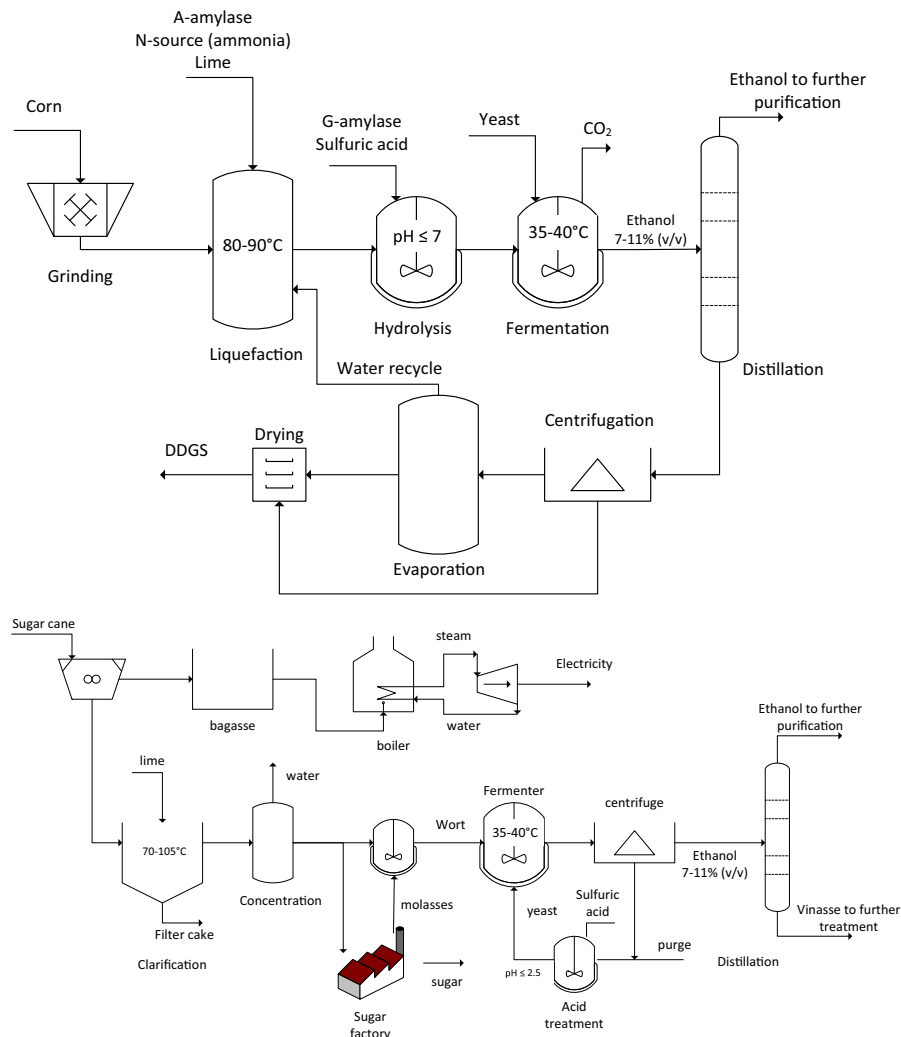 A-amylase
N-source (ammonia)
Lime
Ethanol to further
purification
Corn
G-amylase
Sulfuric acid
Yeast
CO₂
80-90°C
pH ≤ 7
35-40°C
Ethanol
7-11% (v/v)
Grinding
Hydrolysis
Fermentation
Liquefaction
Water recycle
Distillation
Centrifugation
Drying
DDGS
Evaporation
Sugar cane
steam
Electricity
bagasse
water
boiler
Ethanol to further
purification
lime
water
Fermenter
centrifuge
70-105°C
Wort
35-40°C
Ethanol
7-11% (v/v)
Concentration
molasses
yeast
Sulfuric
acid
Filter cake
Vinasse to further
treatment
Clarification
purge
Distillation
pH ≤ 2.5
sugar
Sugar
factory
Acid
treatment